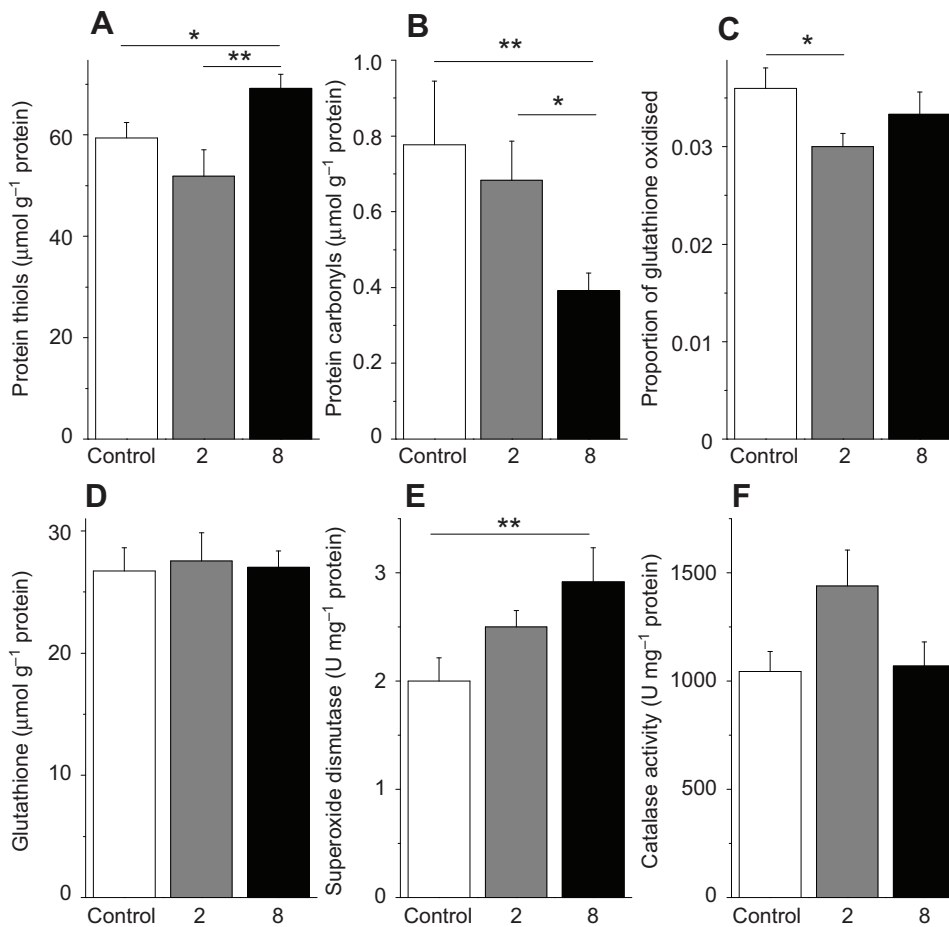 A
*
**
Protein thiols (µmol g–1 protein)
60
40
20
0
Control 2 8
B
**
*
Protein carbonyls (µmol g–1 protein)
1.0
0.8
0.6
0.4
0.2
0
Control 2 8
C
*
Proportion of glutathione oxidised
0.03
0.02
0.01
0
Control 2 8
D
Glutathione (µmol g–1 protein)
30
20
10
0
Control 2 8
E
**
Superoxide dismutase (U mg–1 protein)
3
2
1
0
Control 2 8
F
Catalase activity (U mg–1 protein)
1500
1000
500
0
Control 2 8